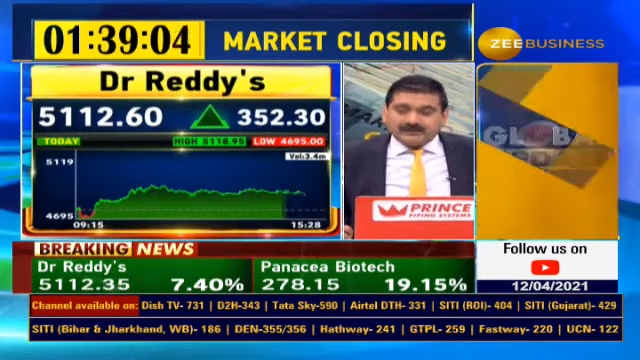 01:39:04 MARKET CLOSING
ZEE BUSINESS
Dr Reddy's
5112.60 352.30
TODAY HIGH 5118.95 LOW 4695.00
Vol:3.4m
5119
4695
09:15 15:28
PRINCE
PIPING SYSTEMS
GLOBA
BREAKING NEWS
Dr Reddy's
5112.35 7.40%
Panacea Biotech
278.15 19.15%
Follow us on
12/04/2021
Channel available on: Dish TV- 731 | D2H-343 | Tata Sky-590 | Airtel DTH- 331 | SITI (ROI)- 404 | SITI (Gujarat)- 429
SITI (Bihar & Jharkhand, WB)- 186 | DEN-355/356 | Hathway- 241 | GTPL- 259 | Fastway- 220 | UCN- 122